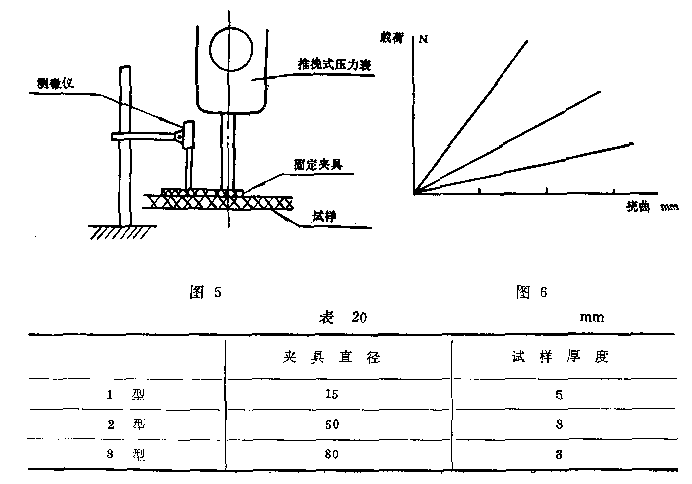 载荷 N
推挽式压力表
测微仪
固定夹具
试样
挠曲 mm
图 5
图 6
表 20
mm
夹具直径 试样厚度
1 型 15 5
2 型 50 3
3 型 80 3